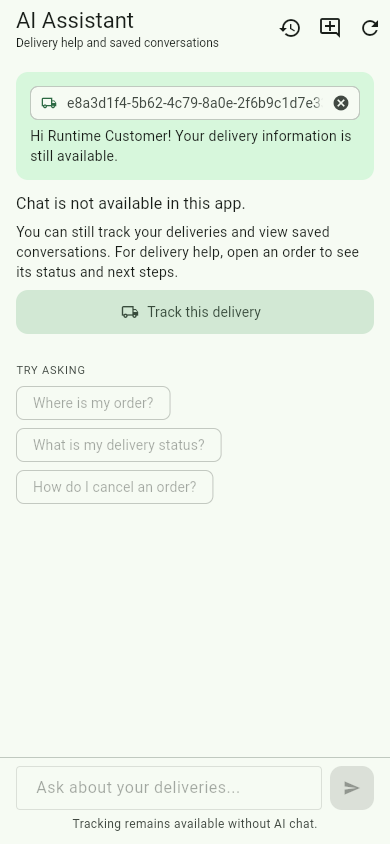 AI Assistant
Delivery help and saved conversations
e8a3d1f4-5b62-4c79-8a0e-2f6b9c1d7e3
Hi Runtime Customer! Your delivery information is
still available.
Chat is not available in this app.
You can still track your deliveries and view saved
conversations. For delivery help, open an order to see
its status and next steps.
Track this delivery
TRY ASKING
Where is my order?
What is my delivery status?
How do I cancel an order?
Ask about your deliveries...
Tracking remains available without AI chat.